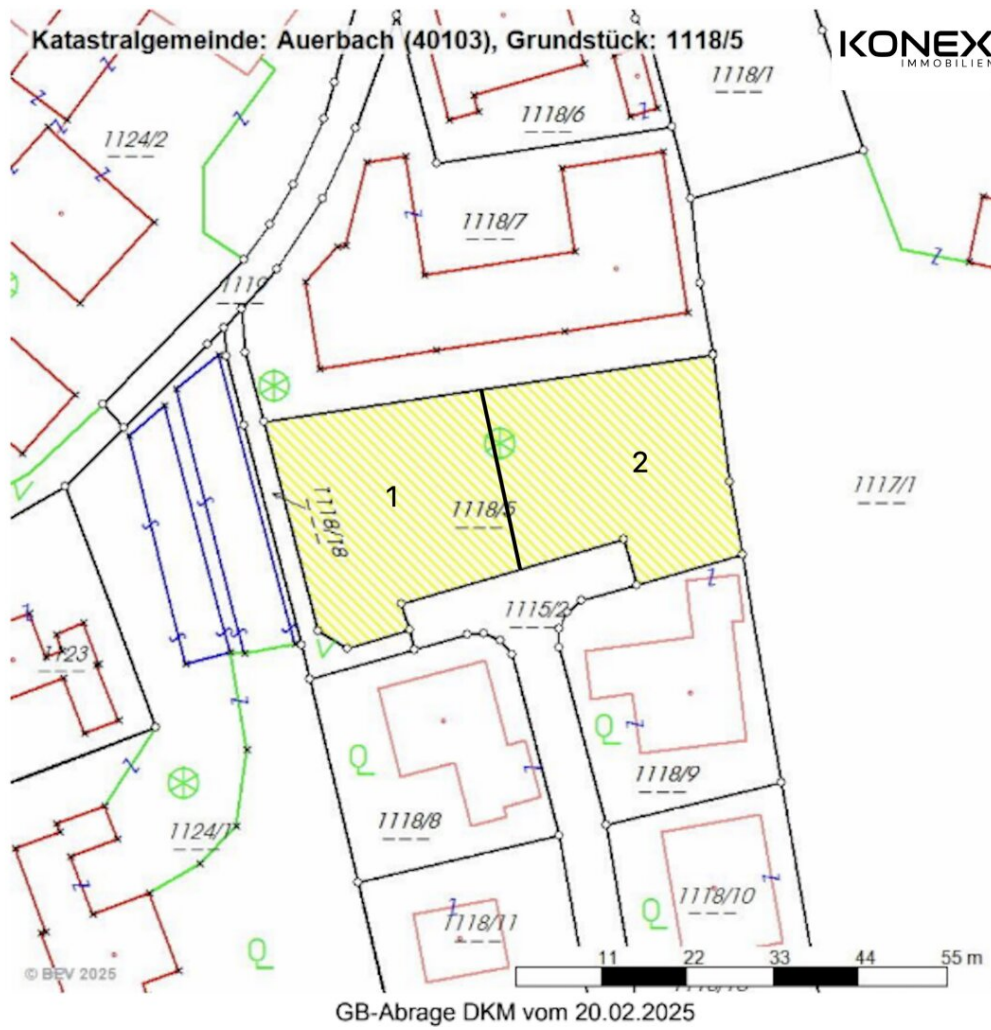 Katastralgemeinde: Auerbach (40103), Grundstück: 1118/5
KONEX
IMMOBILIEN
1118/1
1118/6
1124/2
1118/7
1119
1
2
1118/5
1118/18
1117/1
1115/2
1123
1118/9
1118/8
1124/1
1118/10
1118/11
11 22 33 44 55 m
© BEV 2025
GB-Abrage DKM vom 20.02.2025